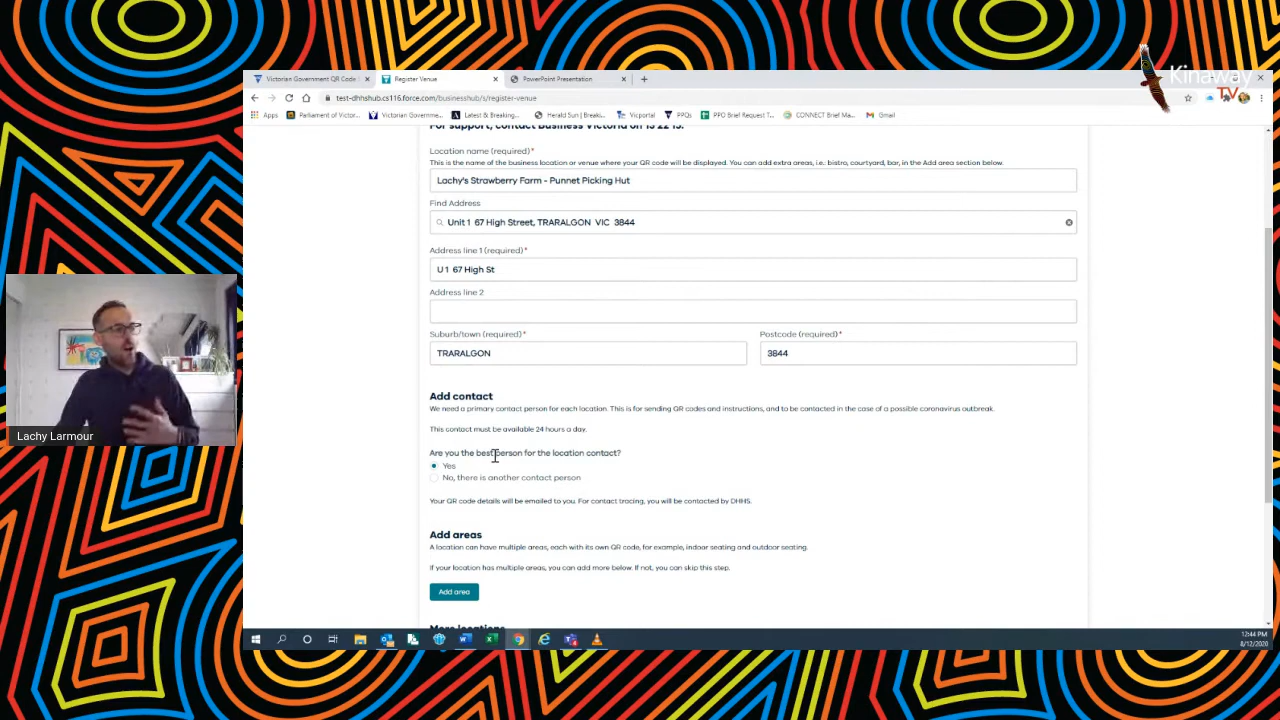 Kinaway
TV
Victorian Government QR Code S
Register Venue
PowerPoint Presentation
test-dhhshub.cs116.force.com/businesshub/s/register-venue
Apps
Parliament of Victor...
Victorian Governme...
Latest & Breaking...
Herald Sun | Breaki...
Vicportal
PPQs
PPO Brief Request T...
CONNECT Brief Ma...
Gmail
For support, contact Business Victoria on 13 22 15.
Location name (required)*
This is the name of the business location or venue where your QR code will be displayed. You can add extra areas, i.e. bistro, courtyard, bar, in the Add area section below.
Lachy's Strawberry Farm - Punnet Picking Hut
Find Address
Unit 1 67 High Street, TRARALGON VIC 3844
Address line 1 (required)*
U 1 67 High St
Address line 2
Suburb/town (required)*
Postcode (required)*
TRARALGON
3844
Add contact
We need a primary contact person for each location. This is for sending QR codes and instructions, and to be contacted in the case of a possible coronavirus outbreak.
This contact must be available 24 hours a day.
Are you the best person for the location contact?
Yes
No, there is another contact person
Your QR code details will be emailed to you. For contact tracing, you will be contacted by DHHS.
Add areas
A location can have multiple areas, each with its own QR code, for example, indoor seating and outdoor seating.
If your location has multiple areas, you can add more below. If not, you can skip this step.
Add area
More locations
Lachy Larmour
12:44 PM
8/12/2020